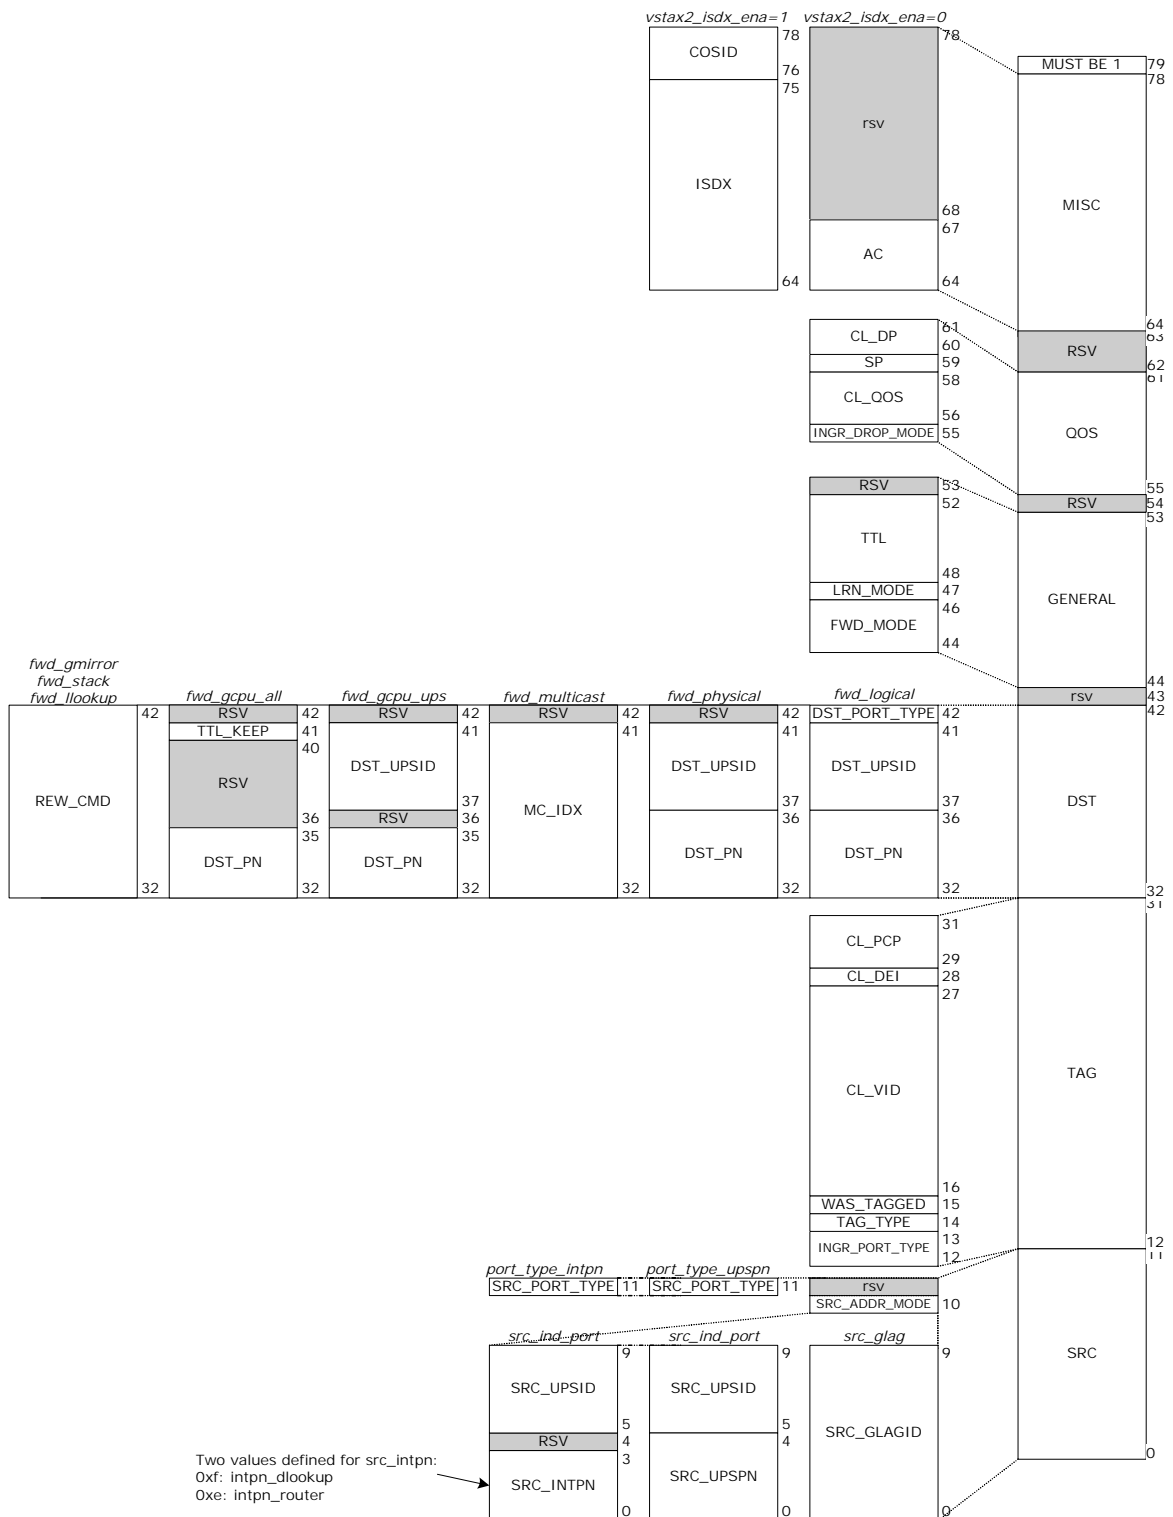 vstax2_isdx_ena=1 vstax2_isdx_ena=0
78 78
COSID
MUST BE 1 79
76 78
75
rsv
ISDX
MISC
68
67
AC
64 64
64
61 63
CL_DP
60 RSV
SP 59 62
58 61
CL_QOS
56
INGR_DROP_MODE 55 QOS
RSV 53 55
52 RSV 54
53
TTL
48
LRN_MODE 47
46 GENERAL
FWD_MODE
44
fwd_gmirror
fwd_stack 44
fwd_llookup fwd_gcpu_all fwd_gcpu_ups fwd_multicast fwd_physical fwd_logical rsv 43
42 RSV 42 RSV 42 RSV 42 RSV 42 DST_PORT_TYPE 42 42
TTL_KEEP 41 41 41 41 41
40
DST_UPSID DST_UPSID DST_UPSID
RSV
REW_CMD 37 MC_IDX 37 37 DST
36 RSV 36 36 36
35 35
DST_PN DST_PN DST_PN DST_PN
32 32 32 32 32 32 32
31
31
CL_PCP
29
CL_DEI 28
27
CL_VID TAG
16
WAS_TAGGED 15
TAG_TYPE 14
13
INGR_PORT_TYPE 12
12 11
port_type_intpn port_type_upspn
SRC_PORT_TYPE 11 SRC_PORT_TYPE 11 rsv
SRC_ADDR_MODE 10
src_ind_port src_ind_port src_glag
9 9 9 SRC
SRC_UPSID SRC_UPSID
5 5
RSV 4 4 SRC_GLAGID
3 0
Two values defined for src_intpn:
0xf: intpn_dlookup SRC_INTPN SRC_UPSPN
0xe: intpn_router
0 0 0